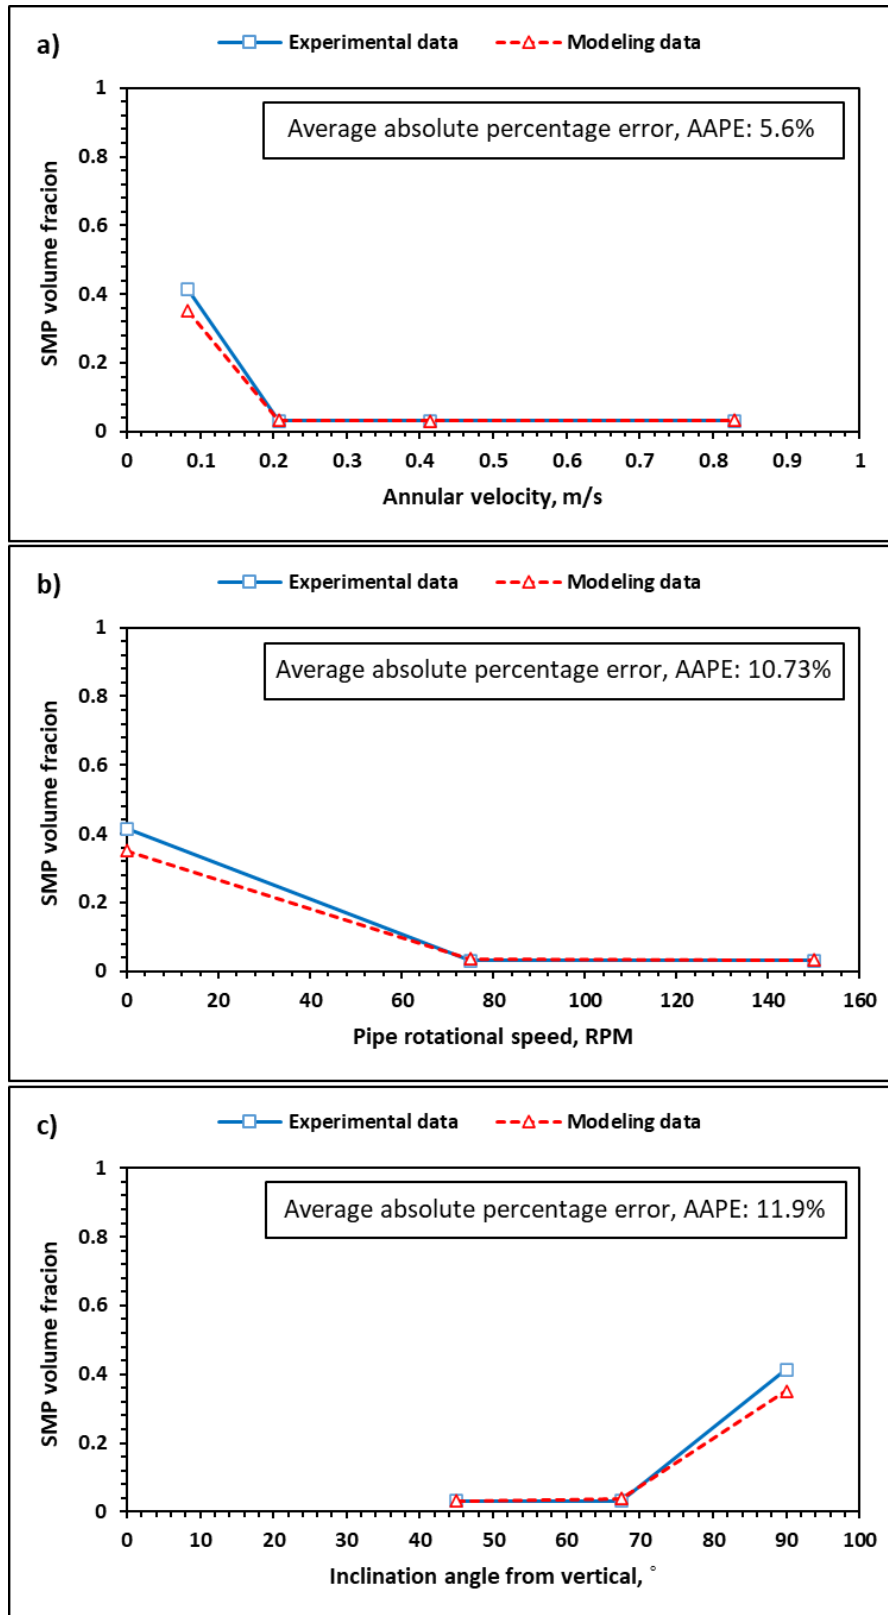 a)
Experimental data
Modeling data
Average absolute percentage error, AAPE: 5.6%
SMP volume fracion
1
0.8
0.6
0.4
0.2
0
0 0.1 0.2 0.3 0.4 0.5 0.6 0.7 0.8 0.9 1
Annular velocity, m/s
b)
Experimental data
Modeling data
Average absolute percentage error, AAPE: 10.73%
SMP volume fracion
1
0.8
0.6
0.4
0.2
0
0 20 40 60 80 100 120 140 160
Pipe rotational speed, RPM
c)
Experimental data
Modeling data
Average absolute percentage error, AAPE: 11.9%
SMP volume fracion
1
0.8
0.6
0.4
0.2
0
0 10 20 30 40 50 60 70 80 90 100
Inclination angle from vertical, °